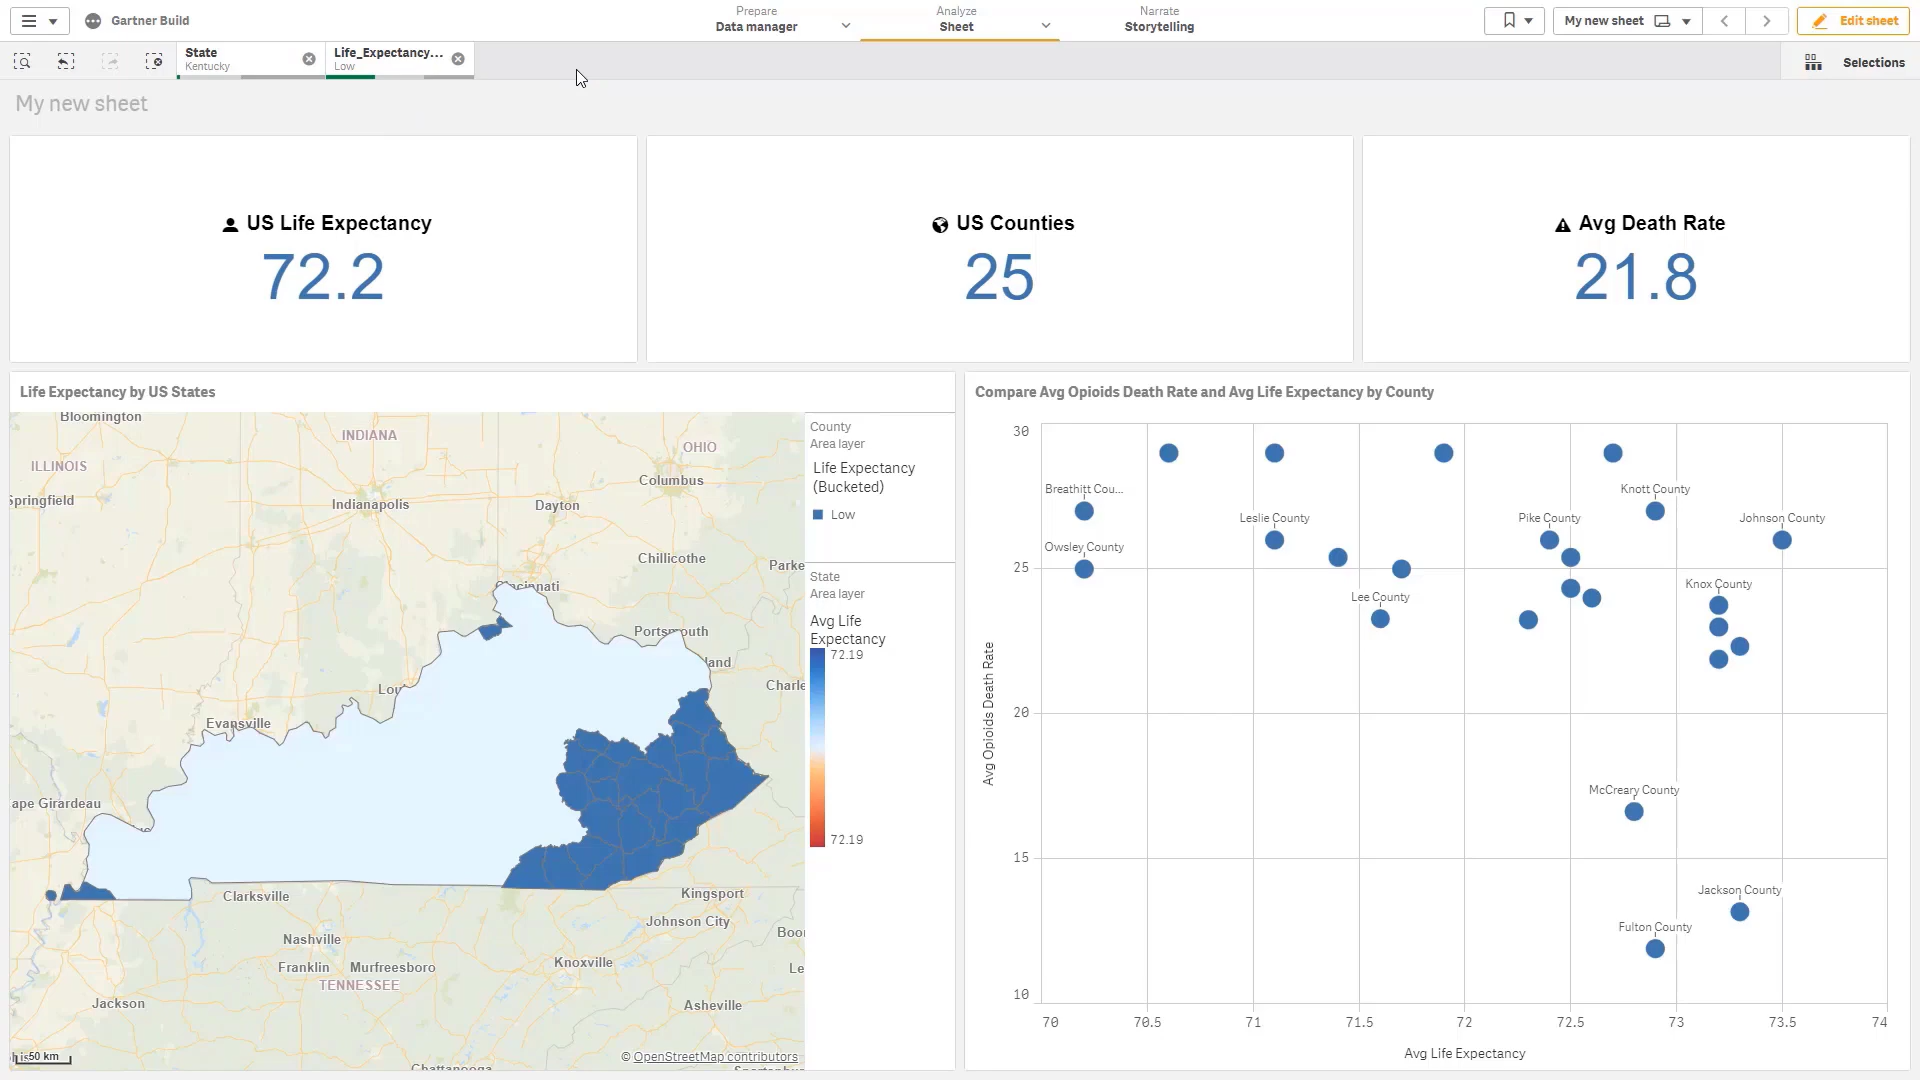 Gartner Build
Prepare
Data manager
Analyze
Sheet
Narrate
Storytelling
My new sheet
Edit sheet
State
Kentucky
Life_Expectancy...
Low
Selections
My new sheet
US Life Expectancy
72.2
US Counties
25
Avg Death Rate
21.8
Life Expectancy by US States
Bloomington
INDIANA
OHIO
ILLINOIS
Columbus
Springfield
Indianapolis
Dayton
Chillicothe
Parke
Cincinnati
Portsmouth
land
Lou
Charle
Evansville
ape Girardeau
Clarksville
Kingsport
Johnson City
Nashville
Boo
Franklin
Murfreesboro
Knoxville
Le
TENNESSEE
Jackson
Asheville
50 km
© OpenStreetMap contributors
Chattanooga
County
Area layer
Life Expectancy
(Bucketed)
Low
State
Area layer
Avg Life
Expectancy
72.19
72.19
Compare Avg Opioids Death Rate and Avg Life Expectancy by County
Avg Opioids Death Rate
30
25
20
15
10
Breathitt Cou...
Knott County
Leslie County
Pike County
Johnson County
Owsley County
Knox County
Lee County
McCreary County
Jackson County
Fulton County
70
70.5
71
71.5
72
72.5
73
73.5
74
Avg Life Expectancy